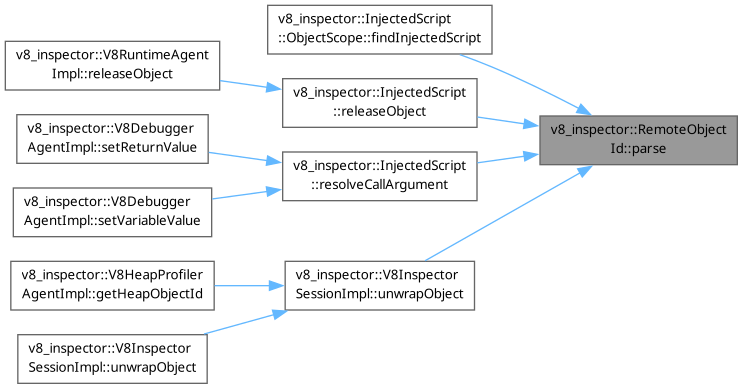 v8_inspector::InjectedScript
::ObjectScope::findInjectedScript
v8_inspector::V8RuntimeAgent
Impl::releaseObject
v8_inspector::InjectedScript
::releaseObject
v8_inspector::RemoteObject
Id::parse
v8_inspector::V8Debugger
AgentImpl::setReturnValue
v8_inspector::InjectedScript
::resolveCallArgument
v8_inspector::V8Debugger
AgentImpl::setVariableValue
v8_inspector::V8HeapProfiler
AgentImpl::getHeapObjectId
v8_inspector::V8Inspector
SessionImpl::unwrapObject
v8_inspector::V8Inspector
SessionImpl::unwrapObject